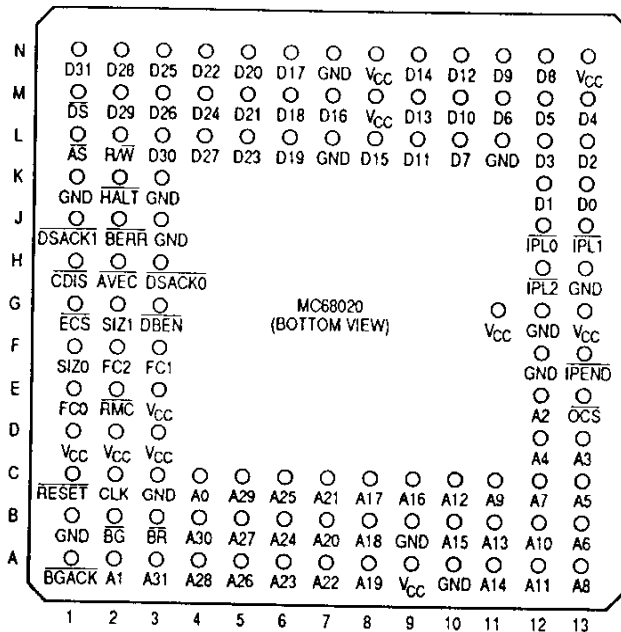 N
D31 D28 D25 D22 D20 D17 GND VCC D14 D12 D9 D8 VCC
M
DS D29 D26 D24 D21 D18 D16 VCC D13 D10 D6 D5 D4
L
AS R/W D30 D27 D23 D19 GND D15 D11 D7 GND D3 D2
K
GND HALT GND D1 D0
J
DSACK1 BERR GND IPL0 IPL1
H
CDIS AVEC DSACK0 IPL2 GND
G
MC68020
(BOTTOM VIEW)
ECS SIZ1 DBEN VCC GND VCC
F
SIZ0 FC2 FC1 GND IPEND
E
FC0 RMC VCC A2 OCS
D
VCC VCC VCC A4 A3
C
RESET CLK GND A0 A29 A25 A21 A17 A16 A12 A9 A7 A5
B
GND BG BR A30 A27 A24 A20 A18 GND A15 A13 A10 A6
A
BGACK A1 A31 A28 A26 A23 A22 A19 VCC GND A14 A11 A8
1 2 3 4 5 6 7 8 9 10 11 12 13